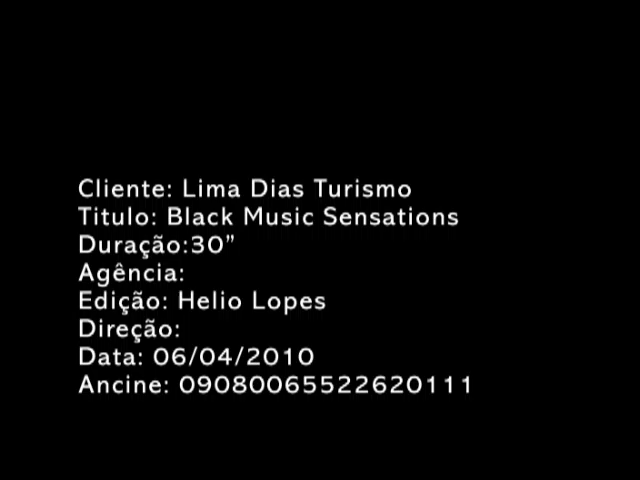 Cliente: Lima Dias Turismo
Titulo: Black Music Sensations
Duração:30”
Agência:
Edição: Helio Lopes
Direção:
Data: 06/04/2010
Ancine: 09080065522620111